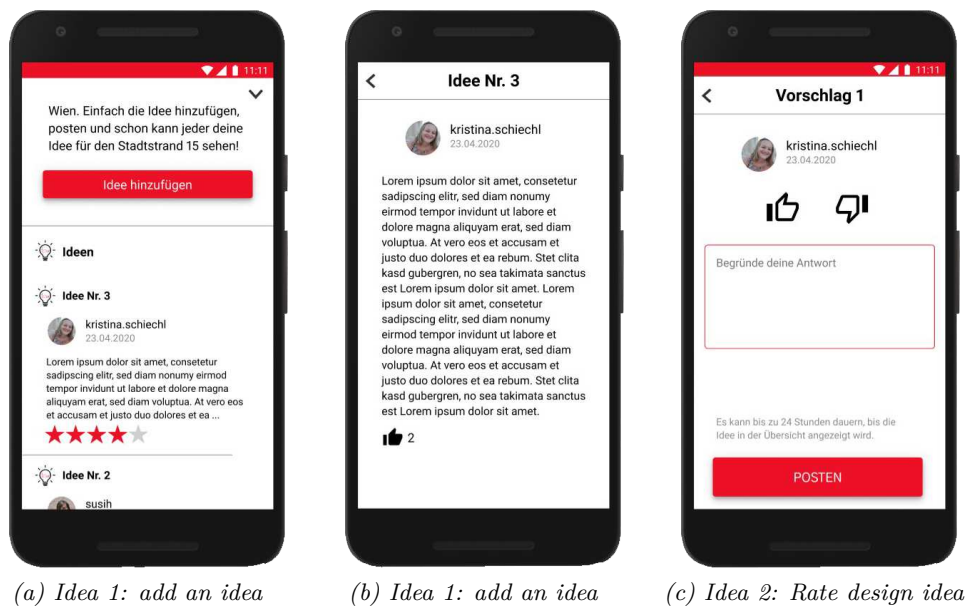 11:11
Wien. Einfach die Idee hinzufügen,
posten und schon kann jeder deine
Idee für den Stadtstrand 15 sehen!
Idee hinzufügen
Ideen
Idee Nr. 3
kristina.schiechl
23.04.2020
Lorem ipsum dolor sit amet, consetetur
sadipscing elitr, sed diam nonumy eirmod
tempor invidunt ut labore et dolore magna
aliquyam erat, sed diam voluptua. At vero eos
et accusam et justo duo dolores et ea ...
Idee Nr. 2
susih
(a) Idea 1: add an idea
Idee Nr. 3
kristina.schiechl
23.04.2020
Lorem ipsum dolor sit amet, consetetur
sadipscing elitr, sed diam nonumy
eirmod tempor invidunt ut labore et
dolore magna aliquyam erat, sed diam
voluptua. At vero eos et accusam et
justo duo dolores et ea rebum. Stet clita
kasd gubergren, no sea takimata sanctus
est Lorem ipsum dolor sit amet. Lorem
ipsum dolor sit amet, consetetur
sadipscing elitr, sed diam nonumy
eirmod tempor invidunt ut labore et
dolore magna aliquyam erat, sed diam
voluptua. At vero eos et accusam et
justo duo dolores et ea rebum. Stet clita
kasd gubergren, no sea takimata sanctus
est Lorem ipsum dolor sit amet.
2
(b) Idea 1: add an idea
11:11
Vorschlag 1
kristina.schiechl
23.04.2020
Begründe deine Antwort
Es kann bis zu 24 Stunden dauern, bis die
Idee in der Übersicht angezeigt wird.
POSTEN
(c) Idea 2: Rate design idea